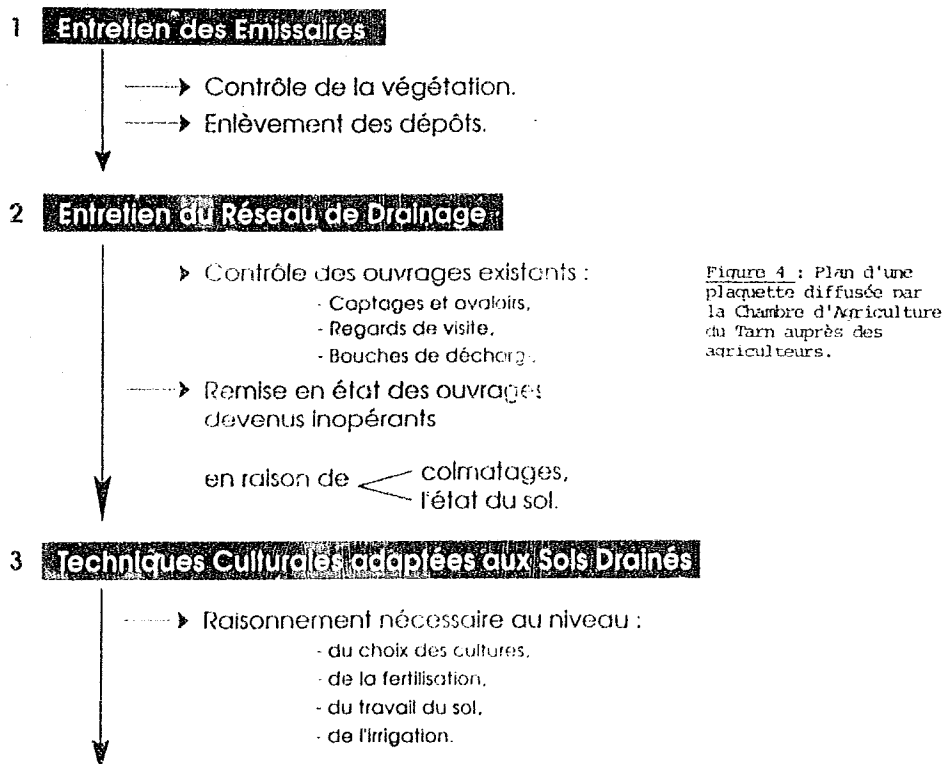 1 Entretien des Emissaires
Contrôle de la végétation.
Enlèvement des dépôts.
2 Entretien du Réseau de Drainage
Contrôle des ouvrages existants :
- Captages et avaloirs,
- Regards de visite,
- Bouches de décharge.
Remise en état des ouvrages
devenus inopérants
en raison de colmatages,
l'état du sol.
Figure 4 : Plan d'une
plaquette diffusée par
la Chambre d'Agriculture
du Tarn auprès des
agriculteurs.
3 Techniques Culturales adaptées aux Sols Drainés
Raisonnement nécessaire au niveau :
- du choix des cultures,
- de la fertilisation,
- du travail du sol,
- de l'irrigation.